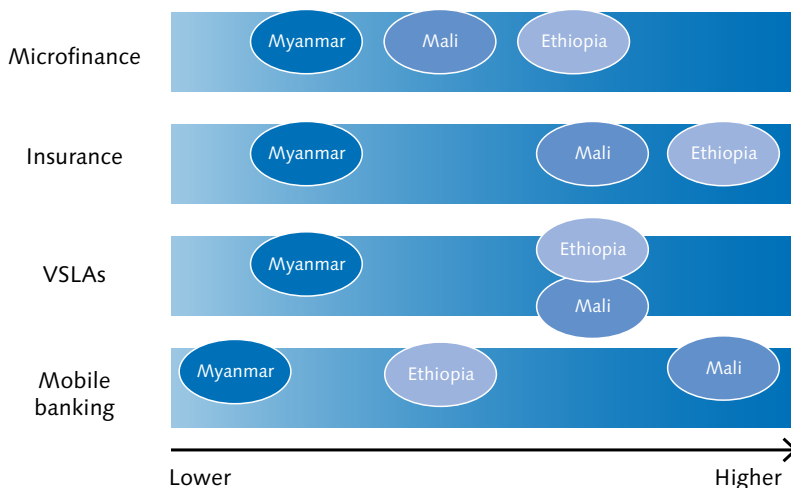 Microfinance
Myanmar
Mali
Ethiopia
Insurance
Myanmar
Mali
Ethiopia
VSLAs
Myanmar
Ethiopia
Mali
Mobile
banking
Myanmar
Ethiopia
Mali
Lower
Higher